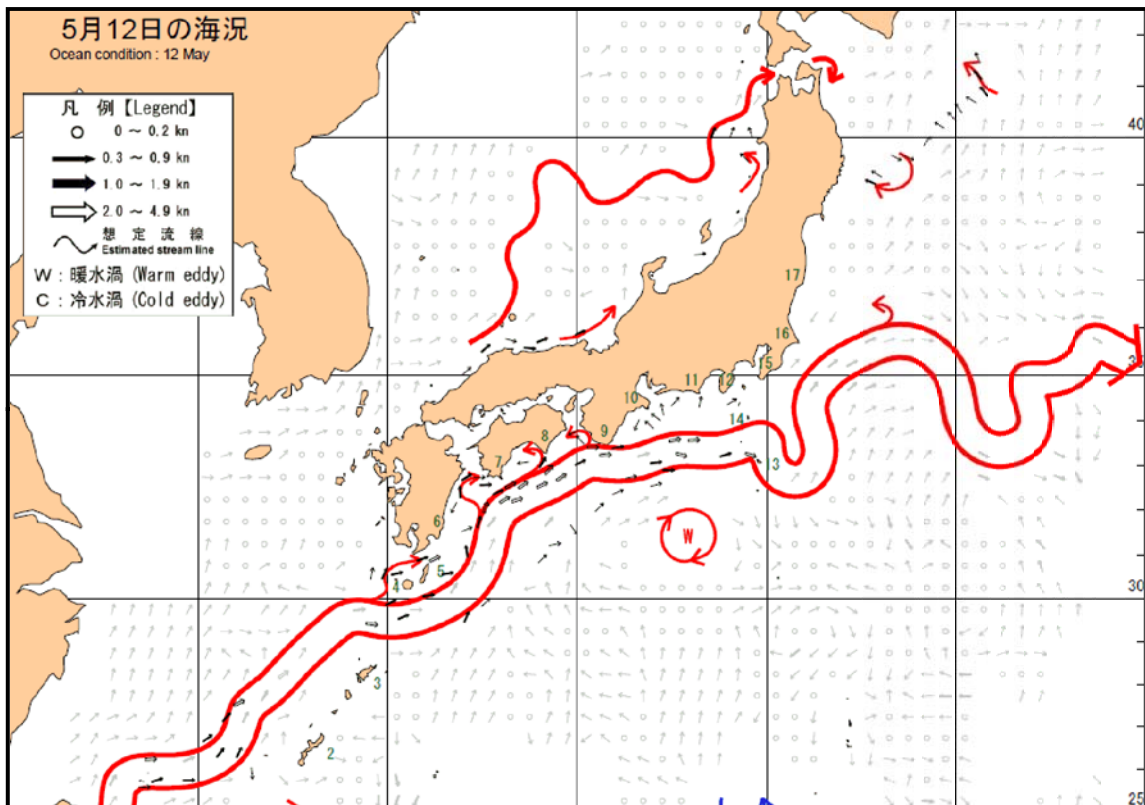 5月12日の海況
Ocean condition : 12 May
凡 例【Legend】
0 ～ 0.2 kn
0.3 ～ 0.9 kn
1.0 ～ 1.9 kn
2.0 ～ 4.9 kn
想 定 流 線
Estimated stream line
W : 暖水渦 (Warm eddy)
C : 冷水渦 (Cold eddy)
40
17
16
35
15
12
11
10
14
9
8
7
13
W
6
5
4
30
3
2
25